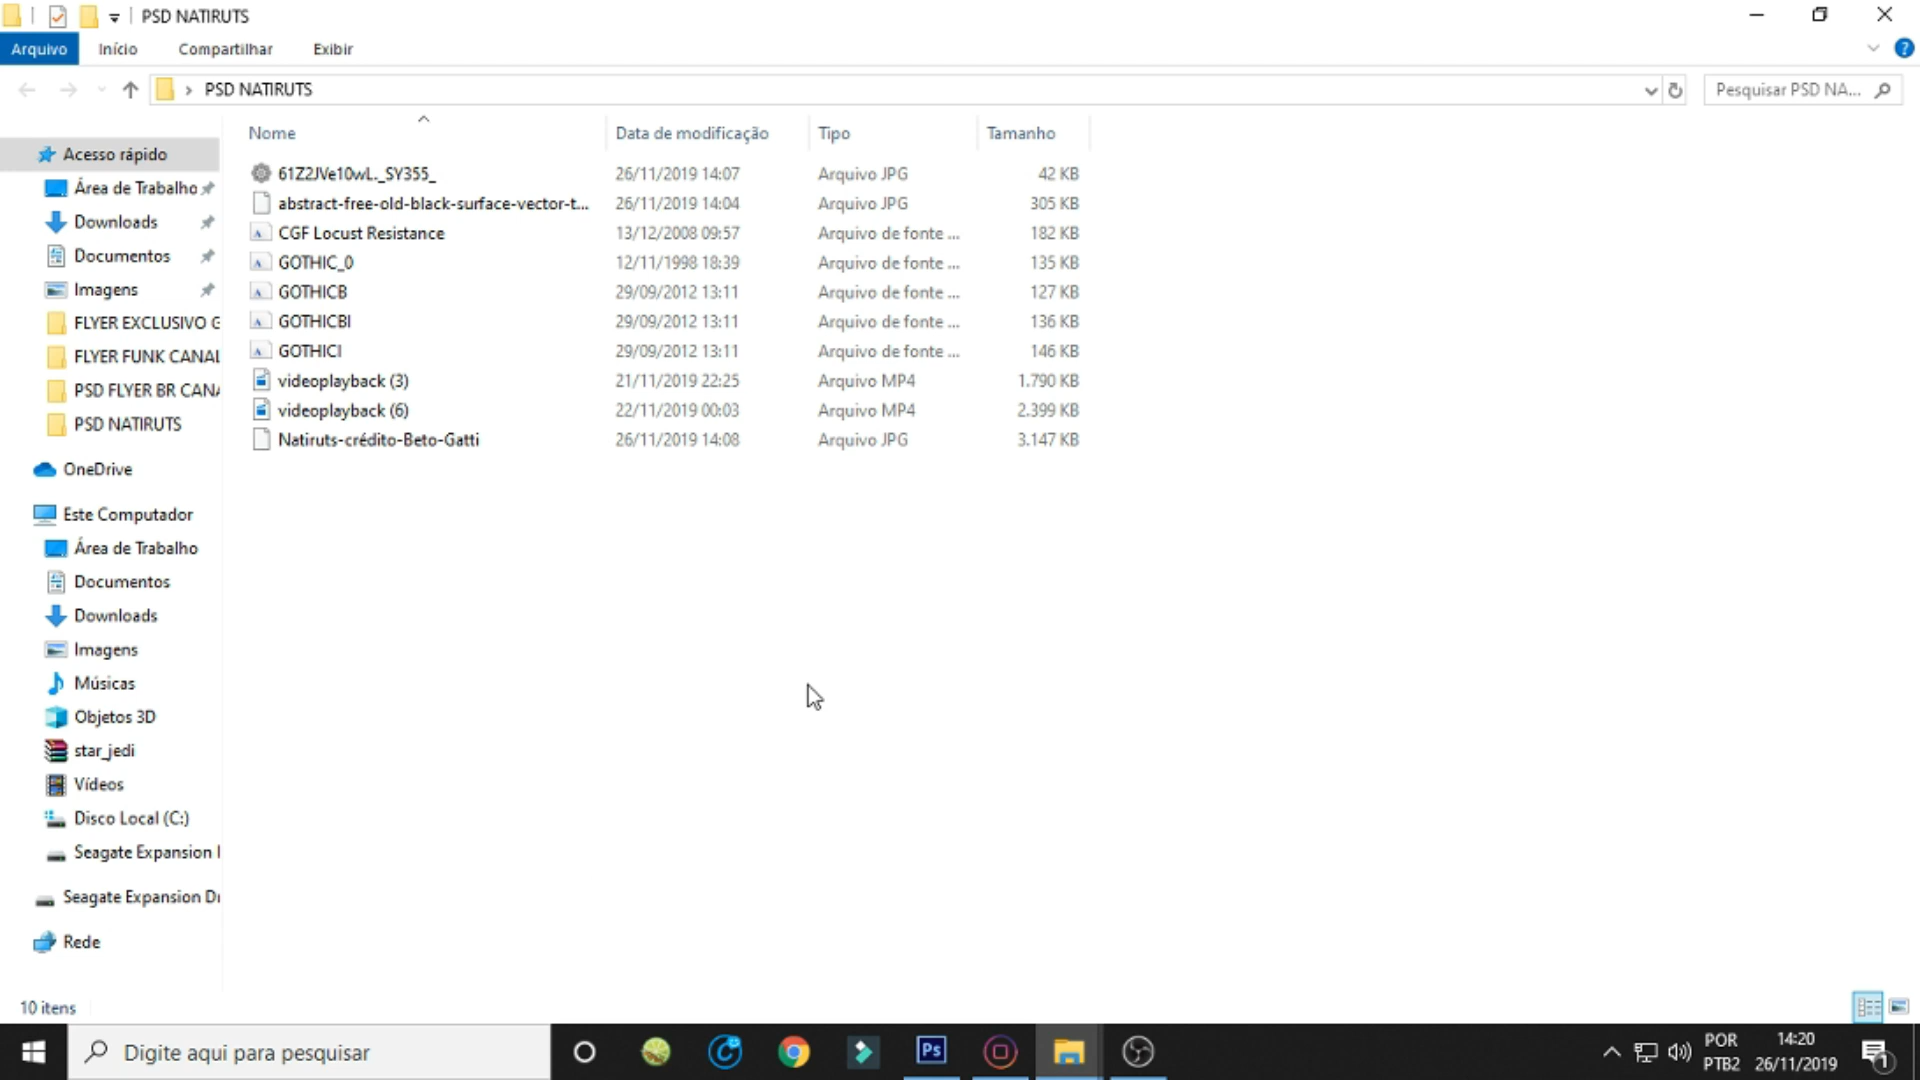 PSD NATIRUTS
Arquivo Início Compartilhar Exibir
PSD NATIRUTS
Pesquisar PSD NA...
Nome Data de modificação Tipo Tamanho
61Z2JVe10wL._SY355_ 26/11/2019 14:07 Arquivo JPG 42 KB
abstract-free-old-black-surface-vector-t... 26/11/2019 14:04 Arquivo JPG 305 KB
CGF Locust Resistance 13/12/2008 09:57 Arquivo de fonte ... 182 KB
GOTHIC_0 12/11/1998 18:39 Arquivo de fonte ... 135 KB
GOTHICB 29/09/2012 13:11 Arquivo de fonte ... 127 KB
GOTHICBI 29/09/2012 13:11 Arquivo de fonte ... 136 KB
GOTHICI 29/09/2012 13:11 Arquivo de fonte ... 146 KB
videoplayback (3) 21/11/2019 22:25 Arquivo MP4 1.790 KB
videoplayback (6) 22/11/2019 00:03 Arquivo MP4 2.399 KB
Natiruts-crédito-Beto-Gatti 26/11/2019 14:08 Arquivo JPG 3.147 KB
Acesso rápido
Área de Trabalho
Downloads
Documentos
Imagens
FLYER EXCLUSIVO G
FLYER FUNK CANAL
PSD FLYER BR CANA
PSD NATIRUTS
OneDrive
Este Computador
Área de Trabalho
Documentos
Downloads
Imagens
Músicas
Objetos 3D
star_jedi
Vídeos
Disco Local (C:)
Seagate Expansion
Seagate Expansion Dr
Rede
10 itens
Digite aqui para pesquisar
Ps
POR
PTB2
14:20
26/11/2019
1